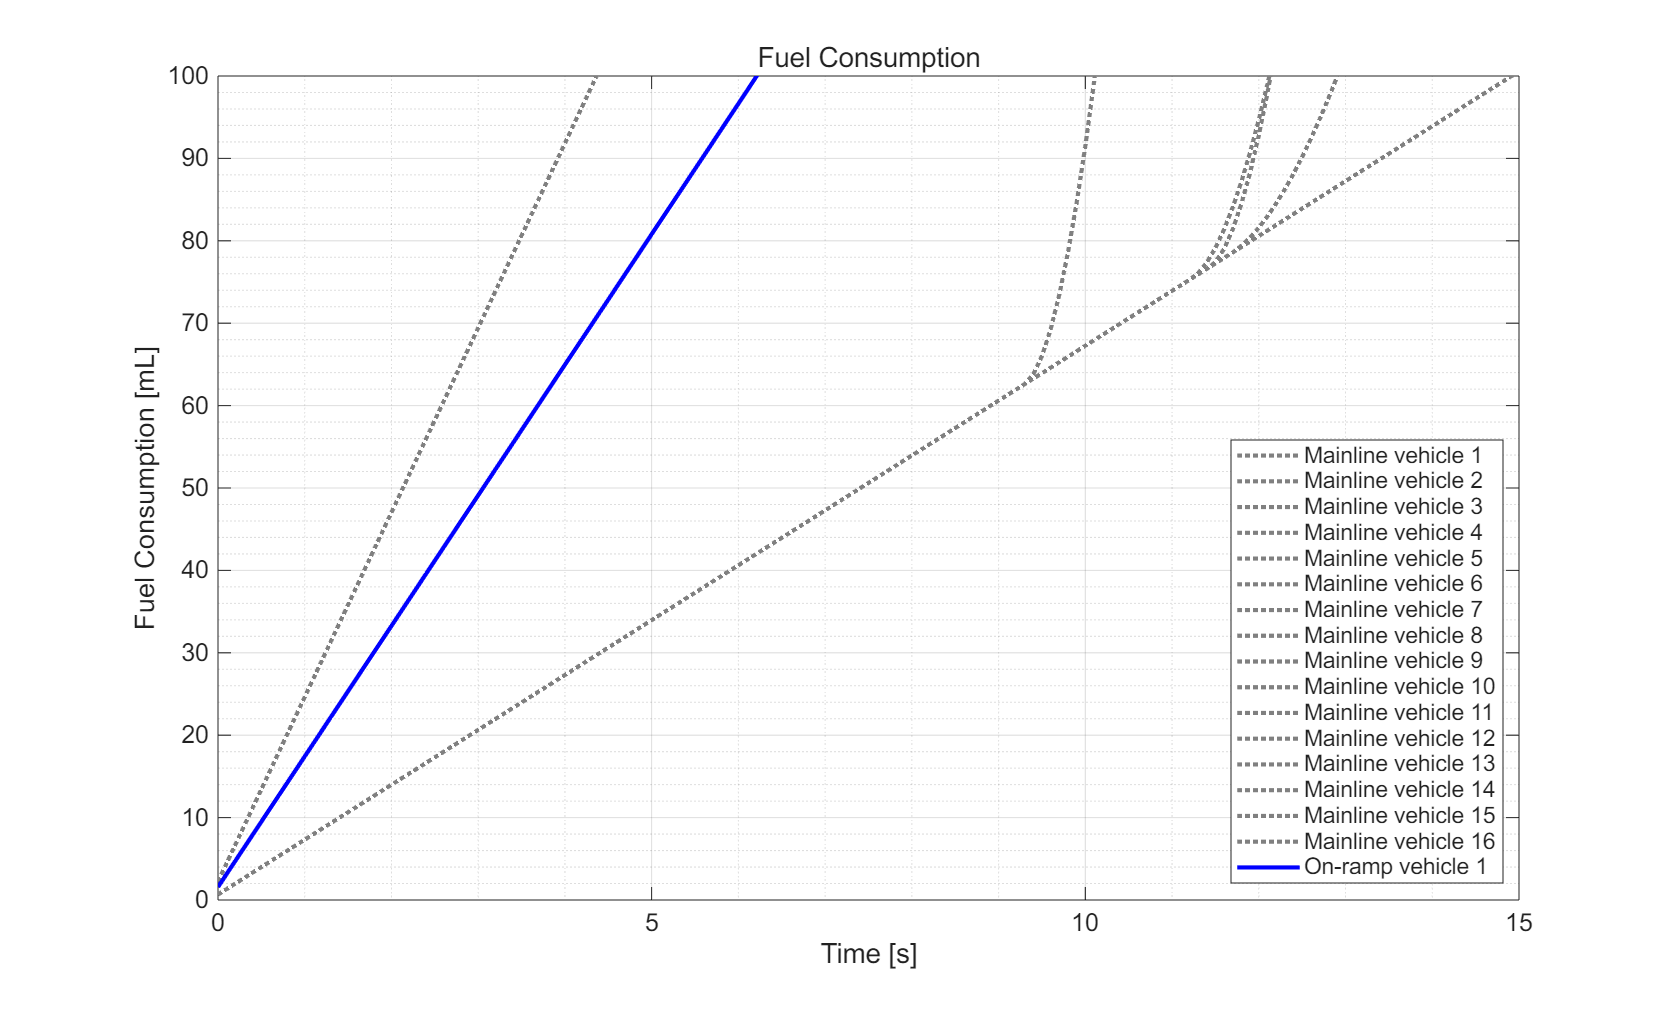 Fuel Consumption
100
90
80
70
60
50
40
30
20
10
0
Fuel Consumption [mL]
0 5 10 15
Time [s]
Mainline vehicle 1
Mainline vehicle 2
Mainline vehicle 3
Mainline vehicle 4
Mainline vehicle 5
Mainline vehicle 6
Mainline vehicle 7
Mainline vehicle 8
Mainline vehicle 9
Mainline vehicle 10
Mainline vehicle 11
Mainline vehicle 12
Mainline vehicle 13
Mainline vehicle 14
Mainline vehicle 15
Mainline vehicle 16
On-ramp vehicle 1